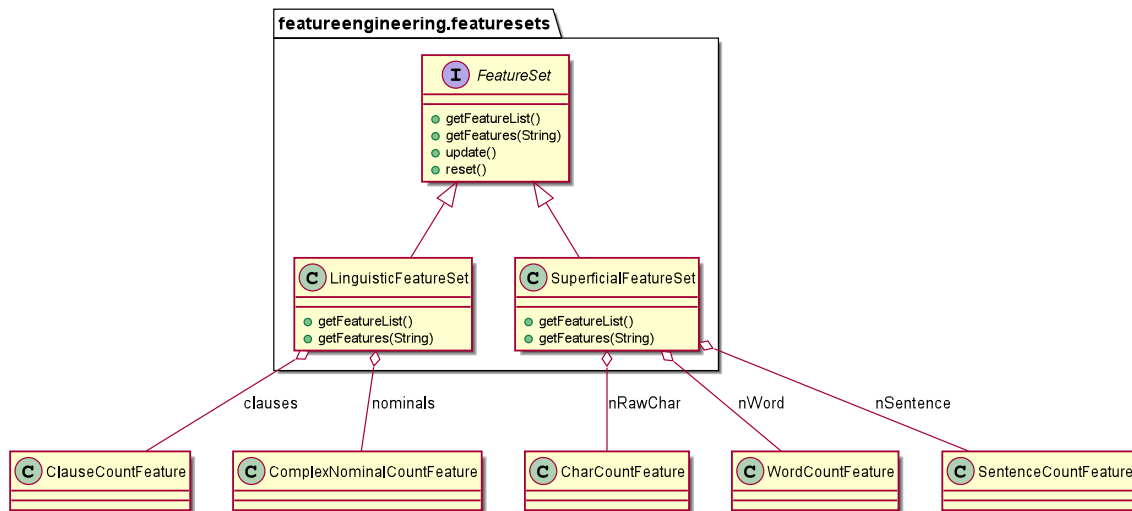 featureengineering.featuresets
I FeatureSet
getFeatureList()
getFeatures(String)
update()
reset()
C LinguisticFeatureSet
getFeatureList()
getFeatures(String)
C SuperficialFeatureSet
getFeatureList()
getFeatures(String)
clauses
nominals
nRawChar
nWord
nSentence
C ClauseCountFeature
C ComplexNominalCountFeature
C CharCountFeature
C WordCountFeature
C SentenceCountFeature